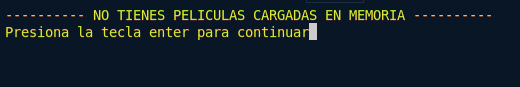 ---------- NO TIENES PELICULAS CARGADAS EN MEMORIA ----------
Presiona la tecla enter para continuar